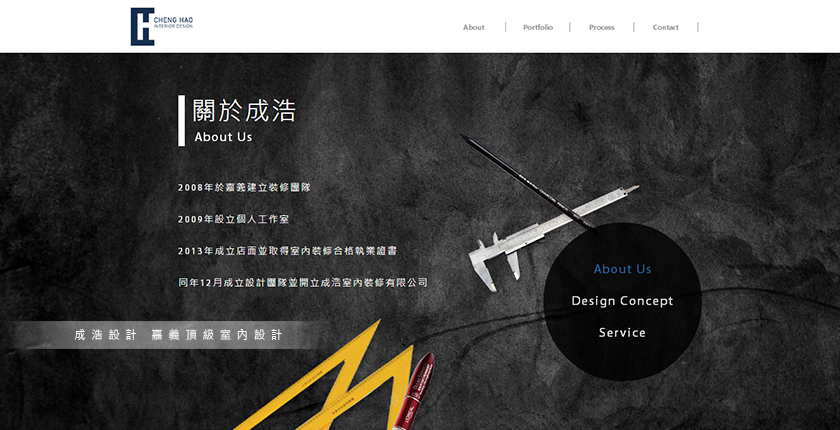 CHENG HAO
INTERIOR DESIGN
About
Portfolio
Process
Contact
關於成浩
About Us
2008年於嘉義建立裝修團隊
2009年設立個人工作室
2013年成立店面並取得室內裝修合格執業證書
同年12月成立設計團隊並開立成浩室內裝修有限公司
About Us
Design Concept
Service
成浩設計 嘉義頂級室內設計